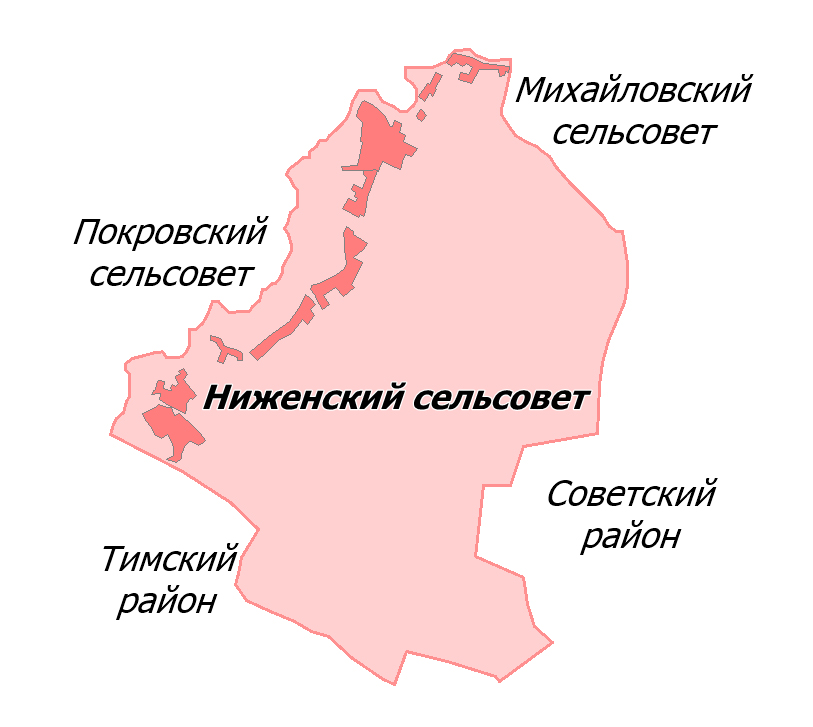 Михайловский
сельсовет
Покровский
сельсовет
Ниженский сельсовет
Советский
район
Тимский
район